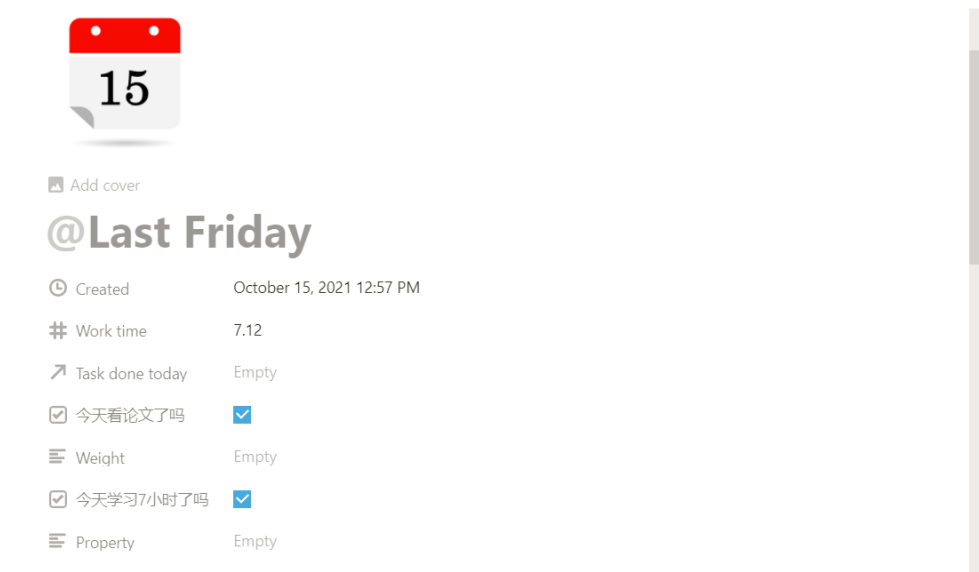 15
Add cover
@Last Friday
Created October 15, 2021 12:57 PM
Work time 7.12
Task done today Empty
今天看论文了吗
Weight Empty
今天学习7小时了吗
Property Empty